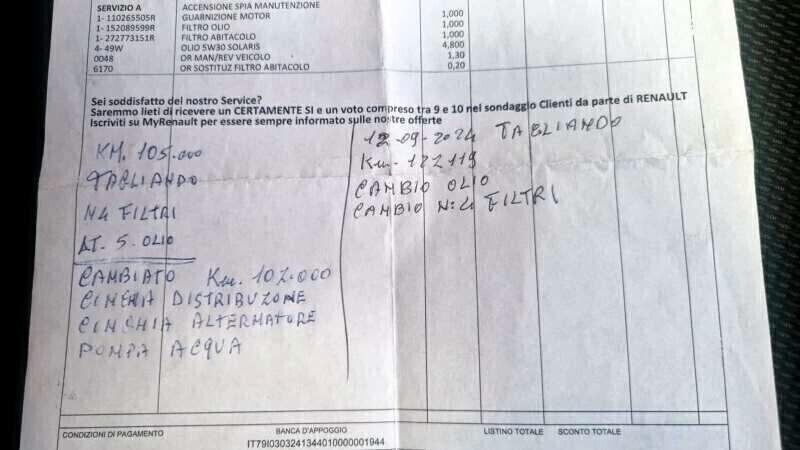 SERVIZIO A ACCENSIONE SPIA MANUTENZIONE
1- 110265505R GUARNIZIONE MOTOR 1,000
1- 152089599R FILTRO OLIO 1,000
1- 272773151R FILTRO ABITACOLO 1,000
4- 49W OLIO 5W30 SOLARIS 4,800
0048 OR MAN/REV VEICOLO 1,30
6170 OR SOSTITUZ FILTRO ABITACOLO 0,20
Sei soddisfatto del nostro Service?
Saremmo lieti di ricevere un CERTAMENTE SI e un voto compreso tra 9 e 10 nel sondaggio Clienti da parte di RENAULT
Iscriviti su MyRenault per essere sempre informato sulle nostre offerte
KM. 105.000
TAGLIANDO
N4 FILTRI
LT. 5. OLIO
CAMBIATO Km. 107.000
CINGHIA DISTRIBUZONE
CINGHIA ALTERNATORE
POMPA ACQUA
12-09-2024 TAGLIANDO
Km- 122119
CAMBIO OLIO
CAMBIO N:4 FILTRI
CONDIZIONI DI PAGAMENTO BANCA D'APPOGGIO LISTINO TOTALE SCONTO TOTALE
IT79I0303241344010000001944